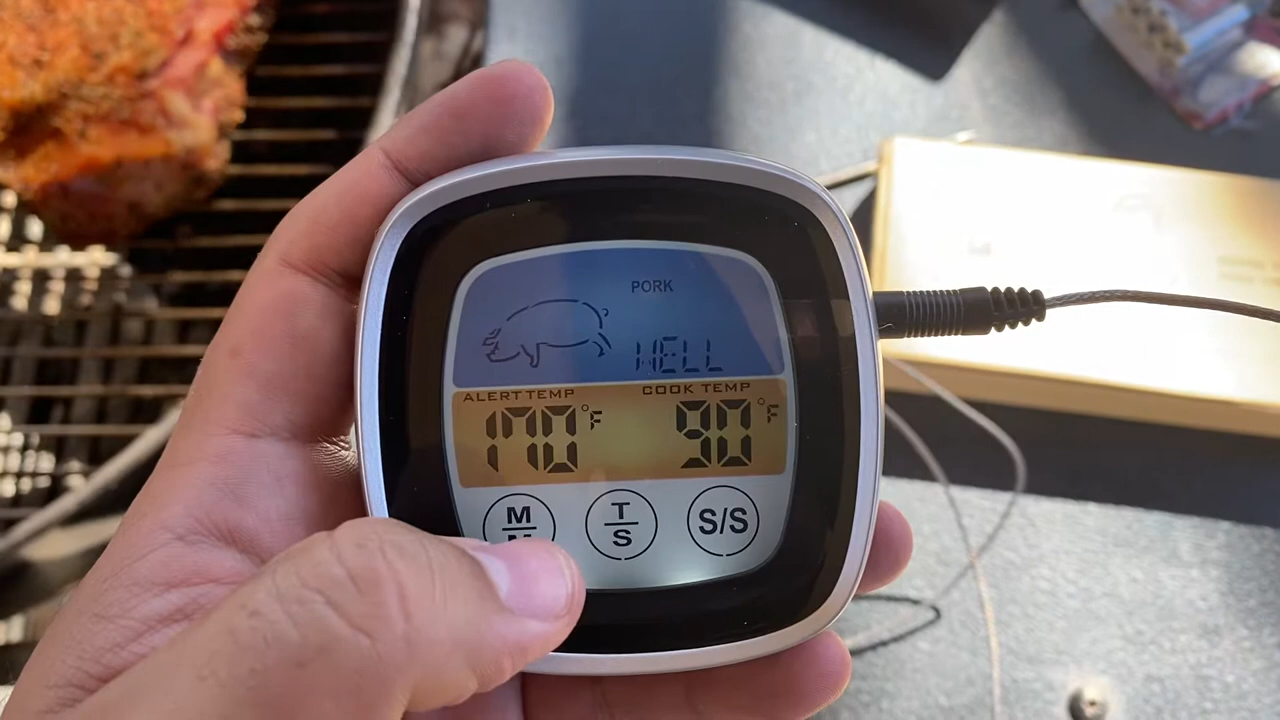 PORK
WELL
ALERT TEMP COOK TEMP
170°F 90°F
M
T
S
S/S